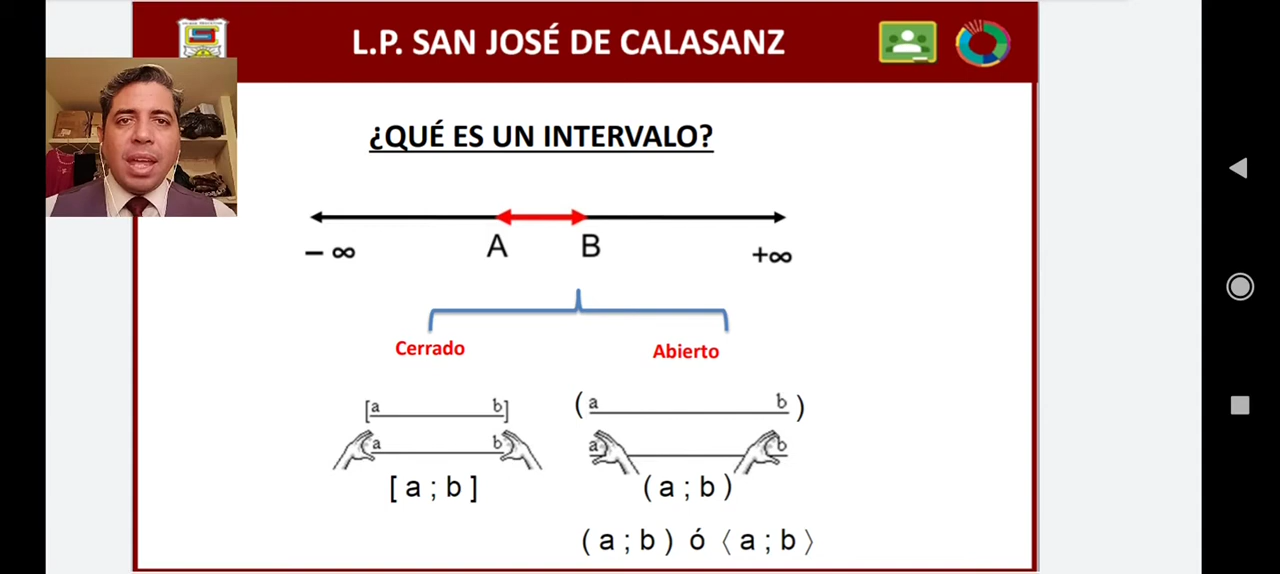 L.P. SAN JOSÉ DE CALASANZ
¿QUÉ ES UN INTERVALO?
A B
– ∞ +∞
Cerrado Abierto
[a b] (a b)
a b a b
[ a ; b ] ( a ; b )
( a ; b ) ó 〈 a ; b 〉